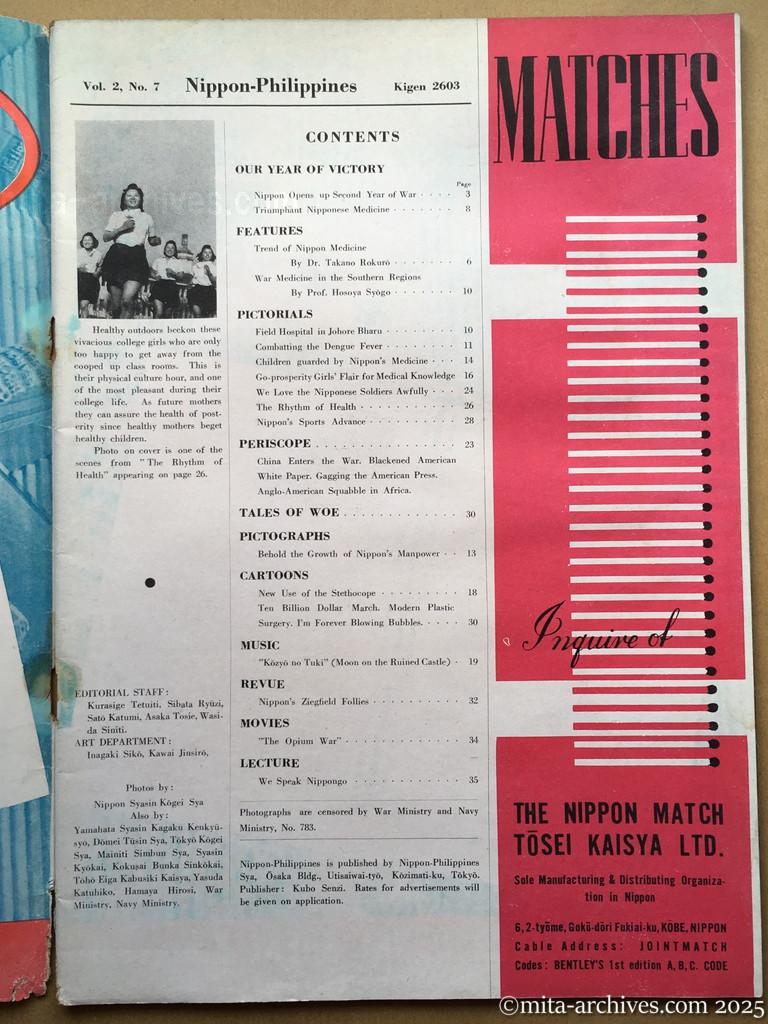 Vol. 2, No. 7 Nippon-Philippines Kigen 2603
Healthy outdoors beckon these
vivacious college girls who are only
too happy to get away from the
cooped up class rooms. This is
their physical culture hour, and one
of the most pleasant during their
college life. As future mothers
they can assure the health of post-
erity since healthy mothers beget
healthy children.
Photo on cover is one of the
scenes from "The Rhythm of
Health" appearing on page 26.
EDITORIAL STAFF:
Kurasige Tetuiti, Sibata Ryūzi,
Satō Katumi, Asaka Tosie, Wasi-
da Siniti.
ART DEPARTMENT:
Inagaki Sikō, Kawai Jinsirō,
Photos by:
Nippon Syasin Kōgei Sya
Also by:
Yamahata Syasin Kagaku Kenkyū-
syo, Dōmei Tūsin Sya, Tōkyō Kōgei
Sya, Mainiti Simbun Sya, Syasin
Kyōkai, Kokusai Bunka Sinkōkai,
Tōhō Eiga Kabusiki Kaisya, Yasuda
Katuhiko, Hamaya Hirosi, War
Ministry, Navy Ministry.
CONTENTS
OUR YEAR OF VICTORY
Page
Nippon Opens up Second Year of War 3
Triumphant Nipponese Medicine 8
FEATURES
Trend of Nippon Medicine
By Dr. Takano Rokurō 6
War Medicine in the Southern Regions
By Prof. Hosoya Syōgo 10
PICTORIALS
Field Hospital in Johore Bharu 10
Combatting the Dengue Fever 11
Children guarded by Nippon's Medicine 14
Go-prosperity Girls' Flair for Medical Knowledge 16
We Love the Nipponese Soldiers Awfully 24
The Rhythm of Health 26
Nippon's Sports Advance 28
PERISCOPE 23
China Enters the War. Blackened American
White Paper. Gagging the American Press.
Anglo-American Squabble in Africa.
TALES OF WOE 30
PICTOGRAPHS
Behold the Growth of Nippon's Manpower 13
CARTOONS
New Use of the Stethocope 18
Ten Billion Dollar March. Modern Plastic
Surgery. I'm Forever Blowing Bubbles. 30
MUSIC
"Kōzyō no Tuki" (Moon on the Ruined Castle) 19
REVUE
Nippon's Ziegfield Follies 32
MOVIES
"The Opium War" 34
LECTURE
We Speak Nippongo 35
Photographs are censored by War Ministry and Navy
Ministry, No. 783.
Nippon-Philippines is published by Nippon-Philippines
Sya, Ōsaka Bldg., Utisaiwai-tyō, Kōzimati-ku, Tōkyō.
Publisher: Kubo Senzi. Rates for advertisements will
be given on application.
MATCHES
Inquire of
THE NIPPON MATCH
TŌSEI KAISYA LTD.
Sole Manufacturing & Distributing Organiza-
tion in Nippon
6, 2-tyōme, Gokō-dōri Fukiai-ku, KŌBE, NIPPON
Cable Address: JOINTMATCH
Codes: BENTLEY'S 1st edition A, B, C. CODE
©mita-archives.com 2025